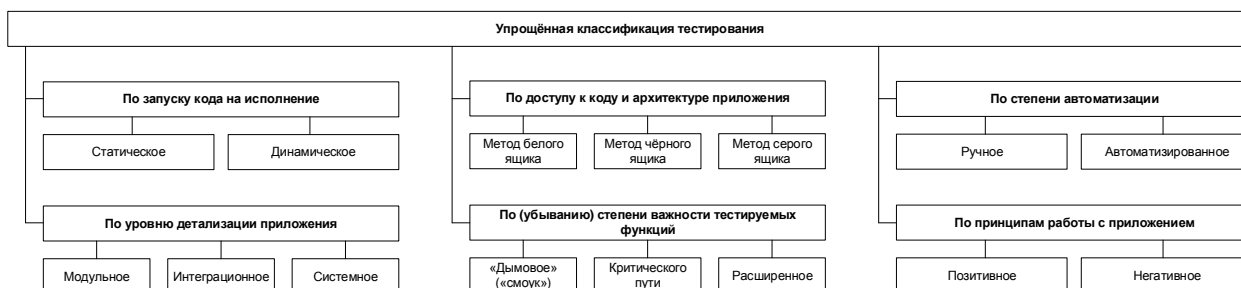 Упрощённая классификация тестирования
По запуску кода на исполнение
Статическое
Динамическое
По доступу к коду и архитектуре приложения
Метод белого
ящика
Метод чёрного
ящика
Метод серого
ящика
По степени автоматизации
Ручное
Автоматизированное
По уровню детализации приложения
Модульное
Интеграционное
Системное
По (убыванию) степени важности тестируемых
функций
«Дымовое»
(«смоук»)
Критического
пути
Расширенное
По принципам работы с приложением
Позитивное
Негативное